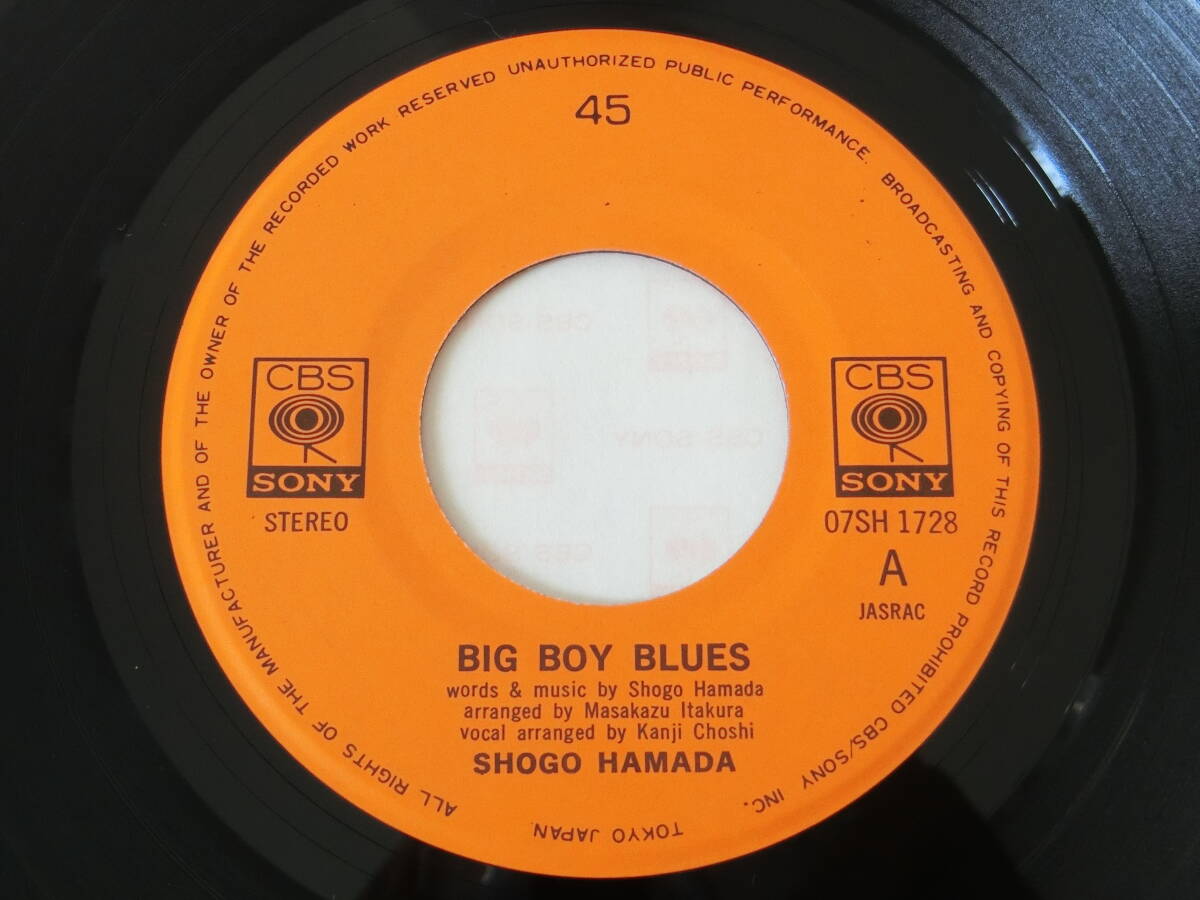 ALL RIGHTS OF THE MANUFACTURER AND OF THE OWNER OF THE RECORDED WORK RESERVED UNAUTHORIZED PUBLIC PERFORMANCE. BROADCASTING AND COPYING OF THIS RECORD PROHIBITED CBS/SONY INC.
TOKYO JAPAN
45
CBS
SONY
STEREO
CBS
SONY
07SH 1728
A
JASRAC
BIG BOY BLUES
words & music by Shogo Hamada
arranged by Masakazu Itakura
vocal arranged by Kanji Choshi
SHOGO HAMADA